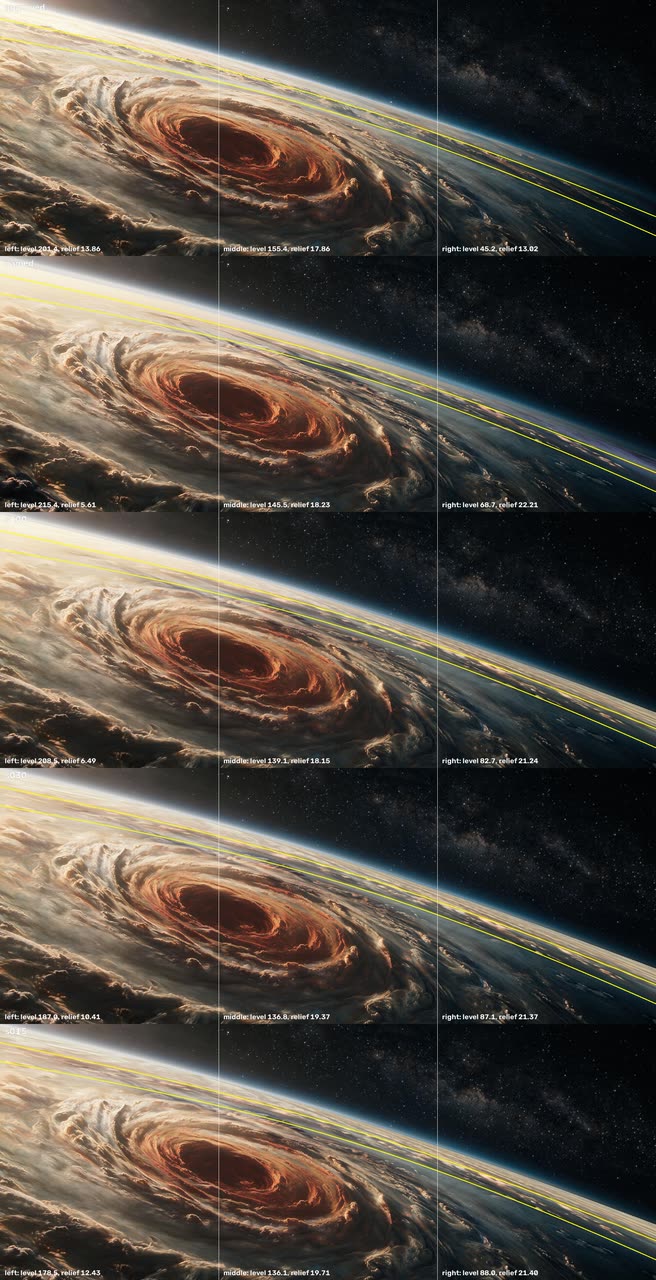 left: level 201.4, relief 13.86
middle: level 155.4, relief 17.86
right: level 45.2, relief 13.02
left: level 215.4, relief 5.61
middle: level 145.5, relief 18.23
right: level 68.7, relief 22.21
left: level 208.5, relief 6.49
middle: level 139.1, relief 18.15
right: level 82.7, relief 21.24
s030
left: level 187.0, relief 10.41
middle: level 136.8, relief 19.37
right: level 87.1, relief 21.37
s015
left: level 178.5, relief 12.43
middle: level 136.1, relief 19.71
right: level 88.0, relief 21.40